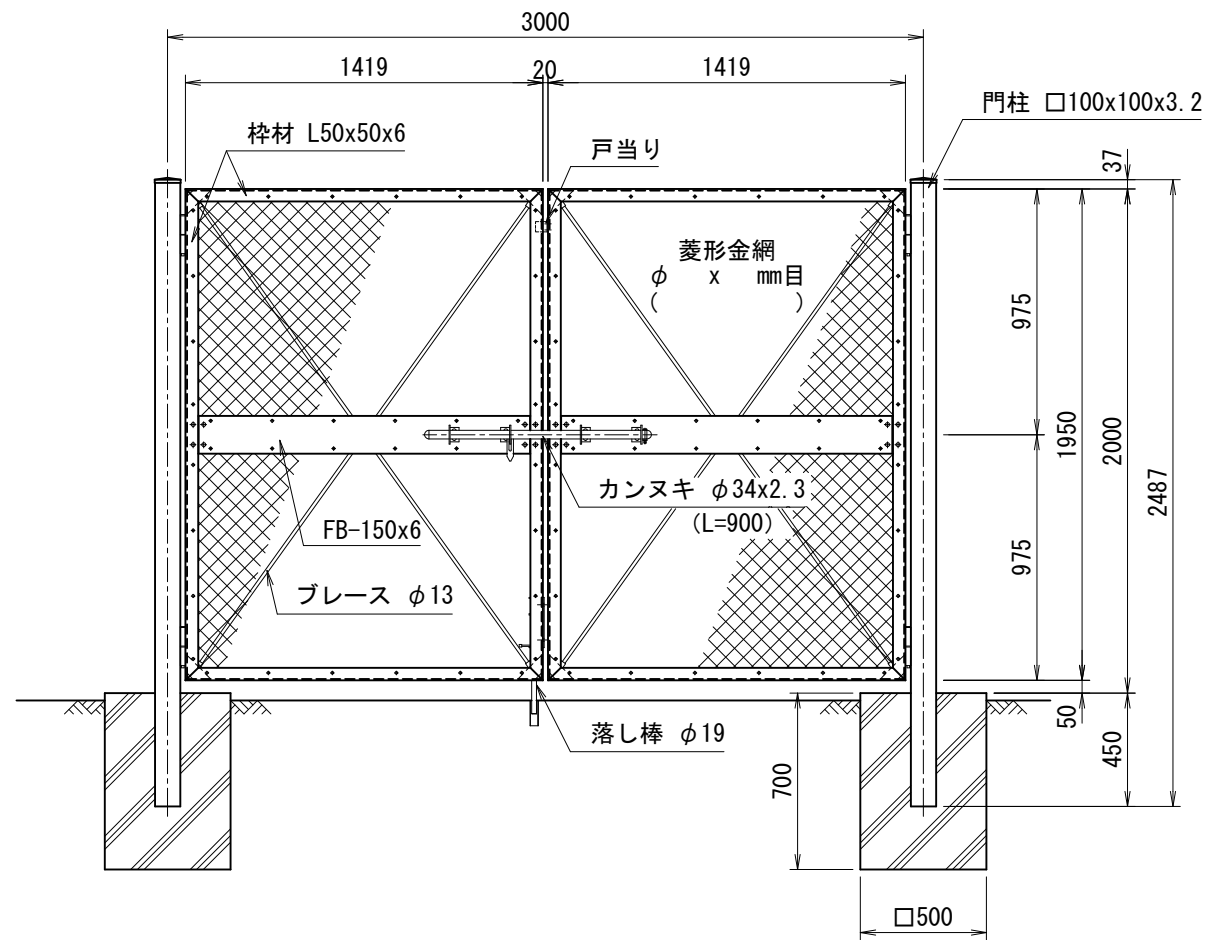 3000
1419
20
1419
門柱 □100x100x3.2
枠材 L50x50x6
戸当り
37
菱形金網
φ x mm目
( )
975
1950
2000
2487
カンヌキ φ34x2.3
(L=900)
FB-150x6
975
ブレース φ13
落し棒 φ19
50
450
700
□500